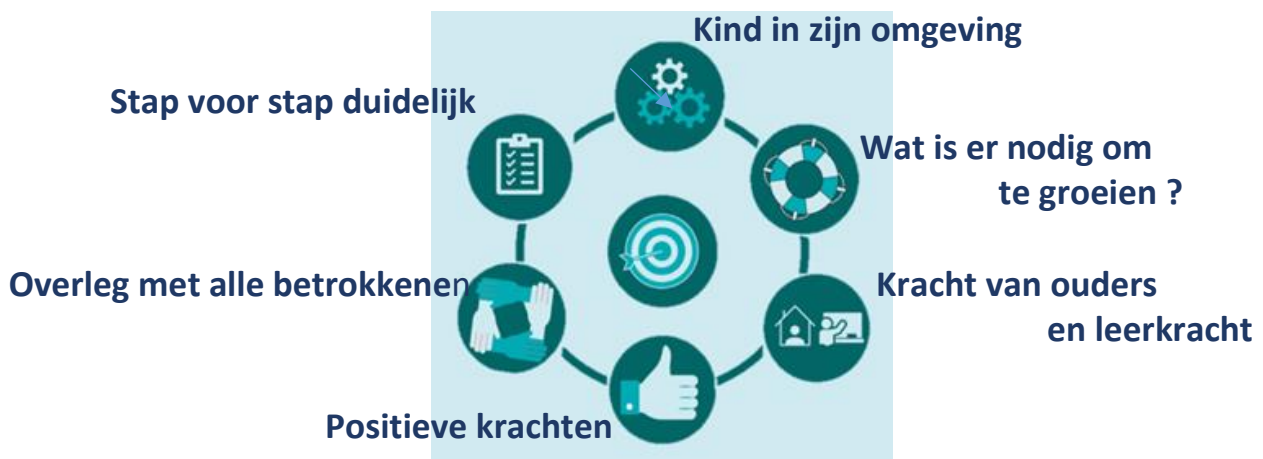 Kind in zijn omgeving
Stap voor stap duidelijk
Wat is er nodig om
te groeien ?
Overleg met alle betrokkenen
Kracht van ouders
en leerkracht
Positieve krachten